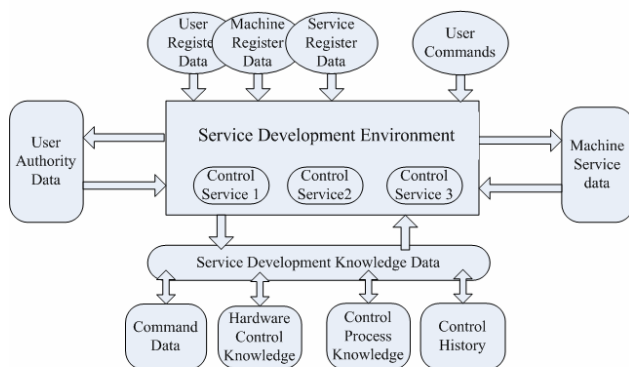 User
Register
Data
Machine
Register
Data
Service
Register
Data
User
Commands
User
Authority
Data
Service Development Environment
Machine
Service
data
Control
Service 1
Control
Service2
Control
Service 3
Service Development Knowledge Data
Command
Data
Hardware
Control
Knowledge
Control
Process
Knowledge
Control
History